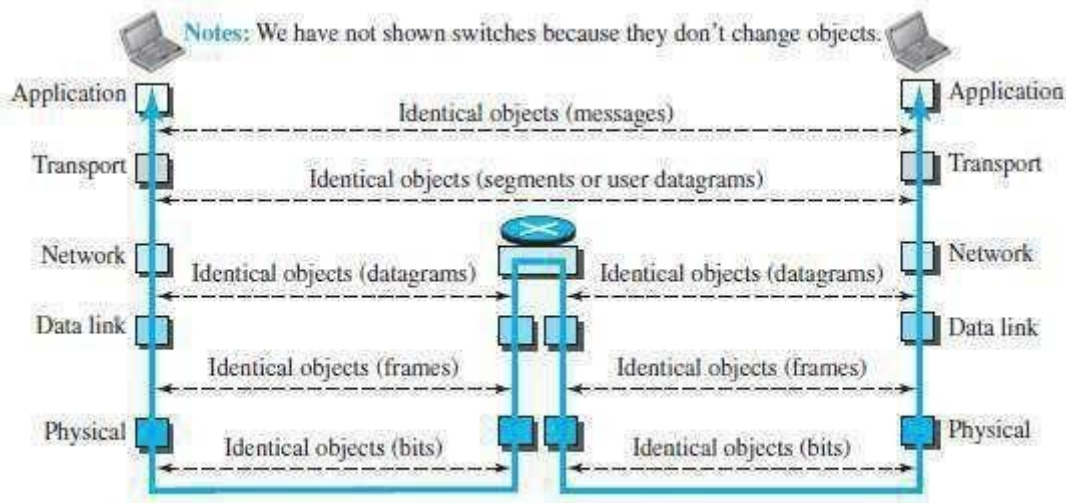 Notes: We have not shown switches because they don't change objects.
Application
Application
Identical objects (messages)
Transport
Transport
Identical objects (segments or user datagrams)
Network
Network
Identical objects (datagrams)
Identical objects (datagrams)
Data link
Data link
Identical objects (frames)
Identical objects (frames)
Physical
Physical
Identical objects (bits)
Identical objects (bits)